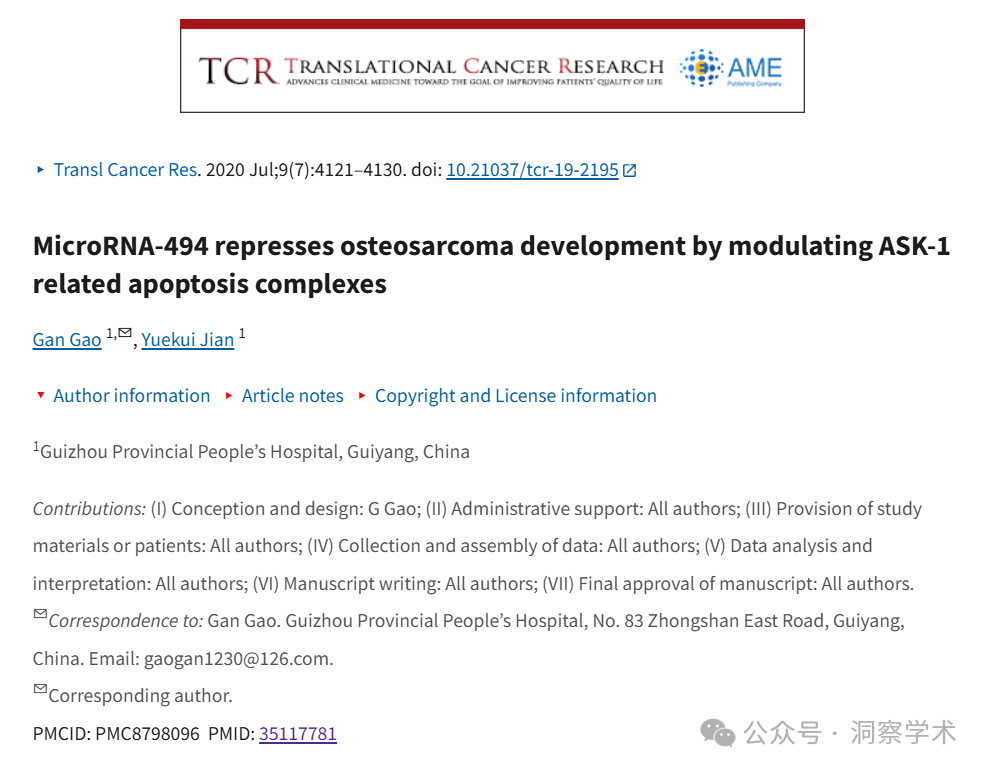 TCR TRANSLATIONAL CANCER RESEARCH AME
ADVANCES CLINICAL MEDICINE TOWARD THE GOAL OF IMPROVING PATIENTS' QUALITY OF LIFE Publishing Company
Transl Cancer Res. 2020 Jul;9(7):4121–4130. doi: 10.21037/tcr-19-2195
MicroRNA-494 represses osteosarcoma development by modulating ASK-1
related apoptosis complexes
Gan Gao 1,✉, Yuekui Jian 1
Author information Article notes Copyright and License information
1Guizhou Provincial People’s Hospital, Guiyang, China
Contributions: (I) Conception and design: G Gao; (II) Administrative support: All authors; (III) Provision of study
materials or patients: All authors; (IV) Collection and assembly of data: All authors; (V) Data analysis and
interpretation: All authors; (VI) Manuscript writing: All authors; (VII) Final approval of manuscript: All authors.
✉Correspondence to: Gan Gao. Guizhou Provincial People’s Hospital, No. 83 Zhongshan East Road, Guiyang,
China. Email: gaogan1230@126.com.
✉Corresponding author.
PMCID: PMC8798096 PMID: 35117781
公众号 · 洞察学术